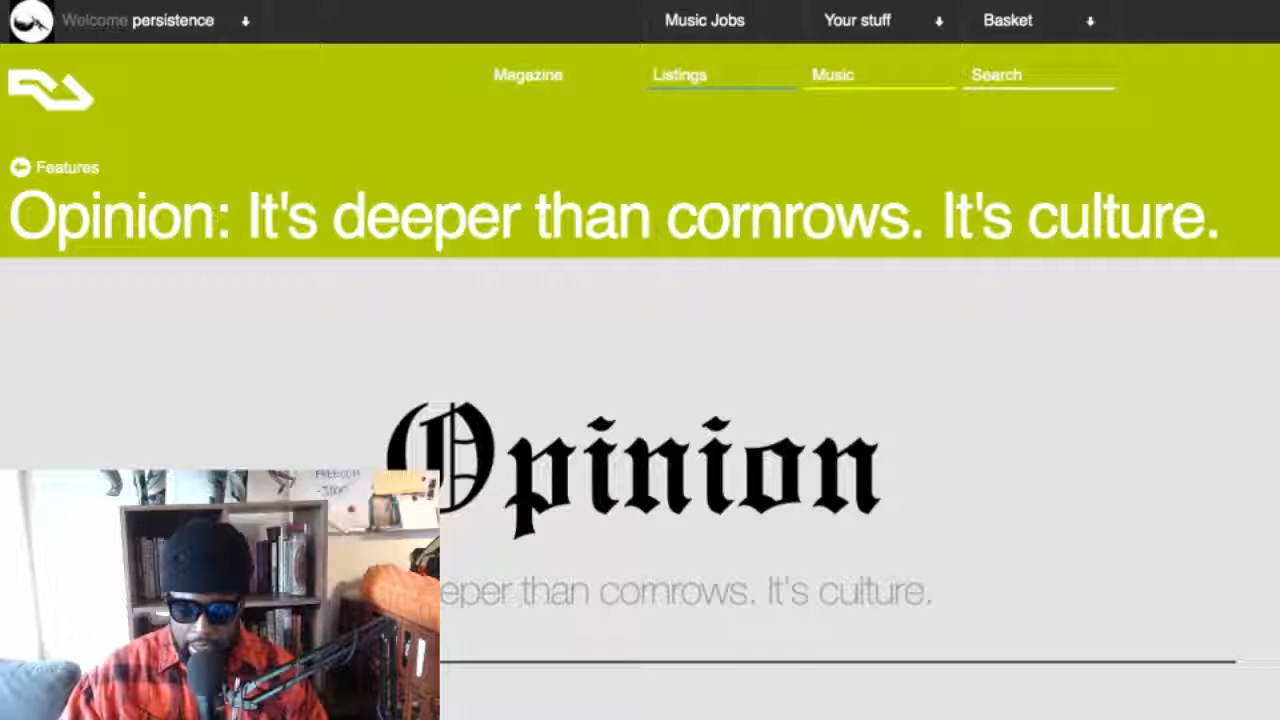 Welcome persistence
Music Jobs
Your stuff
Basket
Magazine
Listings
Music
Search
Features
Opinion: It's deeper than cornrows. It's culture.
Opinion
eper than cornrows. It's culture.
FREEDOM